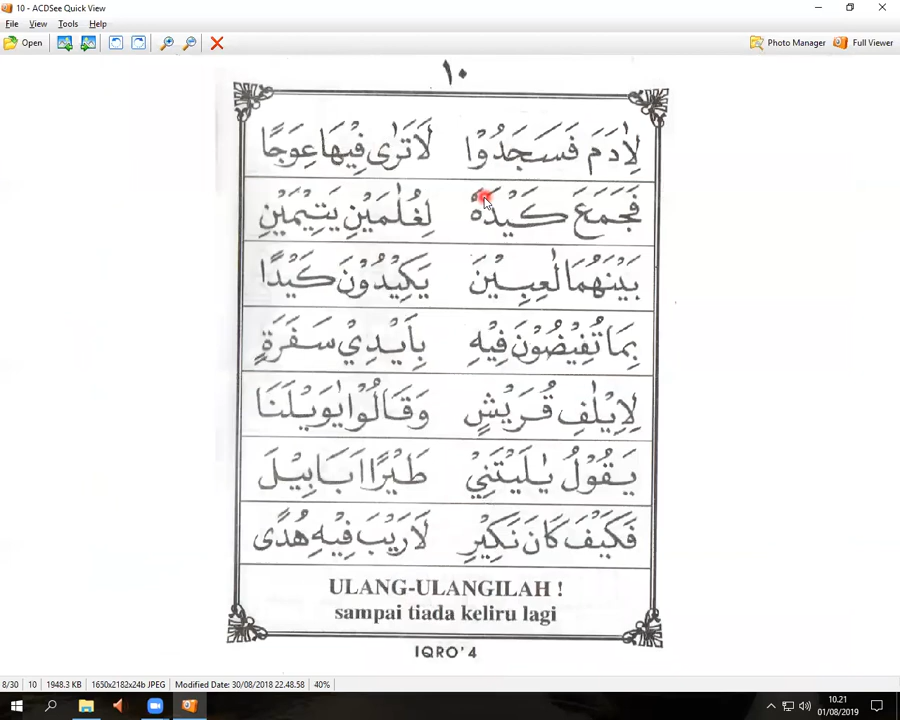 10 - ACDSee Quick View
File View Tools Help
Open Photo Manager Full Viewer
١٠
لِاٰدَمَ فَسَجَدُوْا لَاتَرٰى فِيْهَا عِوَجًا
فَجَمَعَ كَيْدَهٗ لِغُلٰمَيْنِ يَتِيْمَيْنِ
بَيْنَهُمَا لٰعِبِيْنَ يَكِيْدُوْنَ كَيْدًا
بِمَا تُفِيْضُوْنَ فِيْهِ بِاَيْدِيْ سَفَرَةٍ
لِاِيْلٰفِ قُرَيْشٍ وَقَالُوْا يٰوَيْلَنَا
يَقُوْلُ يٰلَيْتَنِيْ طَيْرًا اَبَابِيْلَ
فَكَيْفَ كَانَ نَكِيْرِ لَارَيْبَ فِيْهِ هُدًى
ULANG-ULANGILAH !
sampai tiada keliru lagi
IQRO'4
8/30 10 1948.3 KB 1650x2182x24b JPEG Modified Date: 30/08/2018 22.48.58 40%
10.21
01/08/2019